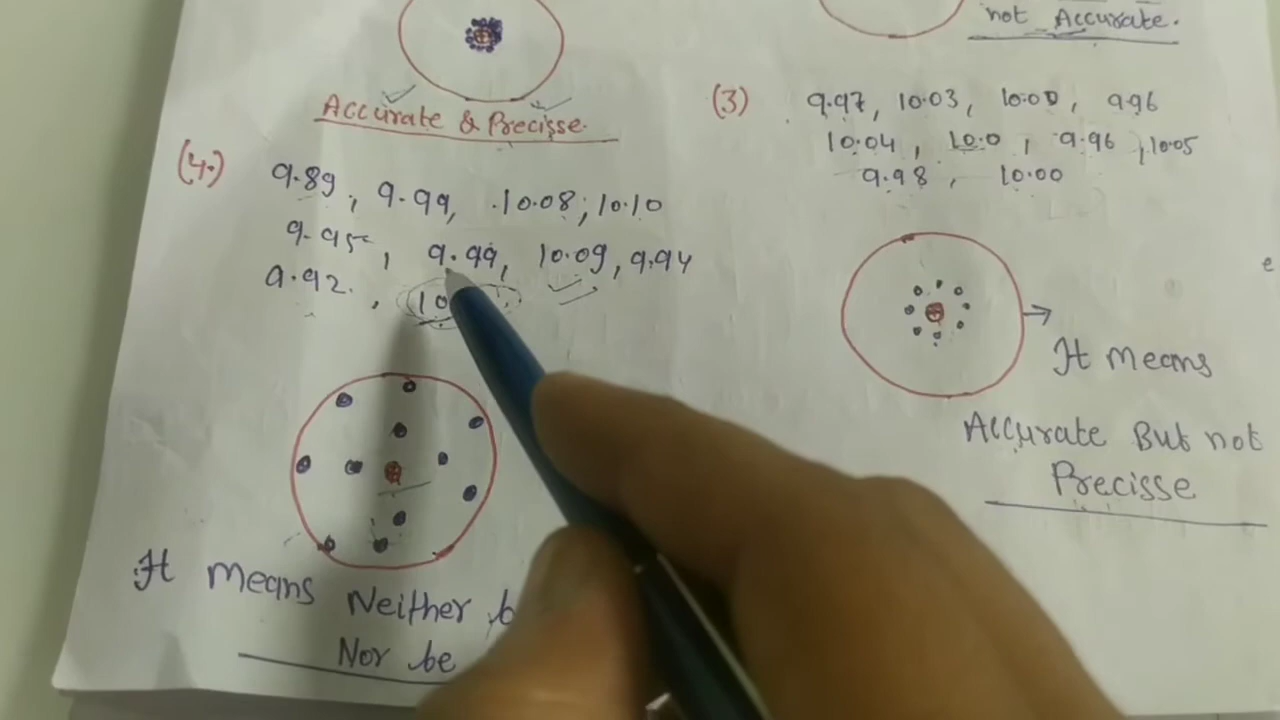 not Accurate.
Accurate & Precisse.
(4.)
9.89, 9.99, 10.08, 10.10
9.95, 9.99, 10.09, 9.94
9.92 ,
It Means Neither
Nor be
(3)
9.97, 10.03, 10.00, 9.96
10.04, 10.0, 9.96, 10.05
9.98, 10.00
It Means
Accurate But not
Precisse
e